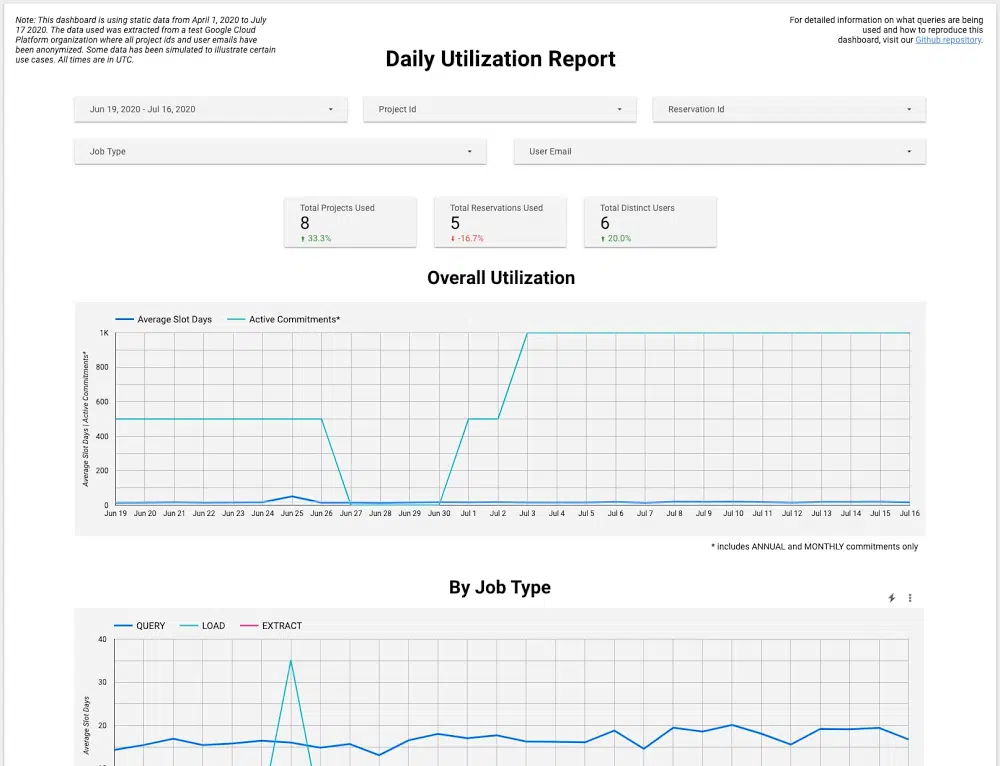 Note: This dashboard is using static data from April 1, 2020 to July
17 2020. The data used was extracted from a test Google Cloud
Platform organization where all project ids and user emails have
been anonymized. Some data has been simulated to illustrate certain
use cases. All times are in UTC.
For detailed information on what queries are being
used and how to reproduce this
dashboard, visit our Github repository.
Daily Utilization Report
Jun 19, 2020 - Jul 16, 2020
Project Id
Reservation Id
Job Type
User Email
Total Projects Used
8
33.3%
Total Reservations Used
5
-16.7%
Total Distinct Users
6
20.0%
Overall Utilization
Average Slot Days
Active Commitments*
Average Slot Days | Active Commitments*
1K
800
600
400
200
0
Jun 19 Jun 20 Jun 21 Jun 22 Jun 23 Jun 24 Jun 25 Jun 26 Jun 27 Jun 28 Jun 29 Jun 30 Jul 1 Jul 2 Jul 3 Jul 4 Jul 5 Jul 6 Jul 7 Jul 8 Jul 9 Jul 10 Jul 11 Jul 12 Jul 13 Jul 14 Jul 15 Jul 16
* includes ANNUAL and MONTHLY commitments only
By Job Type
QUERY
LOAD
EXTRACT
Average Slot Days
40
30
20